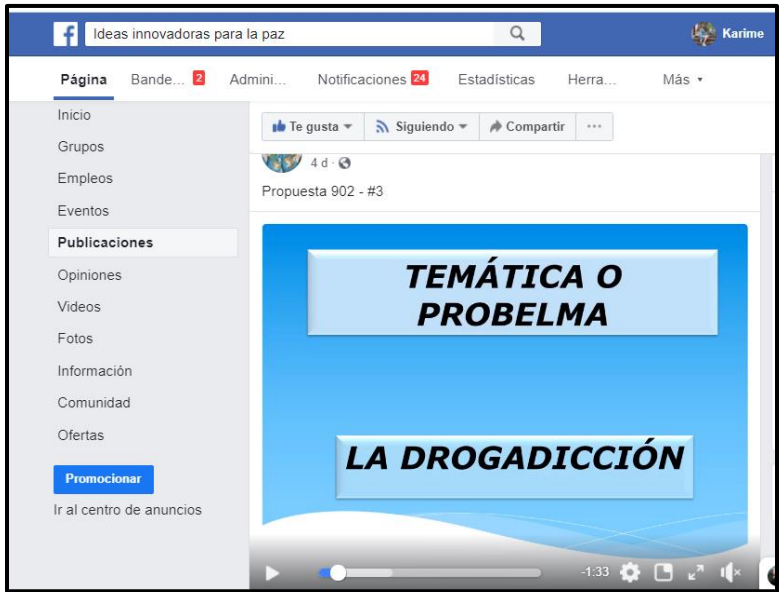 f Ideas innovadoras para la paz Karime
Página Bande... 2 Admini... Notificaciones 24 Estadísticas Herra... Más
Inicio
Grupos
Empleos
Eventos
Publicaciones
Opiniones
Videos
Fotos
Información
Comunidad
Ofertas
Promocionar
Ir al centro de anuncios
Te gusta Siguiendo Compartir ...
4 d ·
Propuesta 902 - #3
TEMÁTICA O
PROBELMA
LA DROGADICCIÓN
-1:33